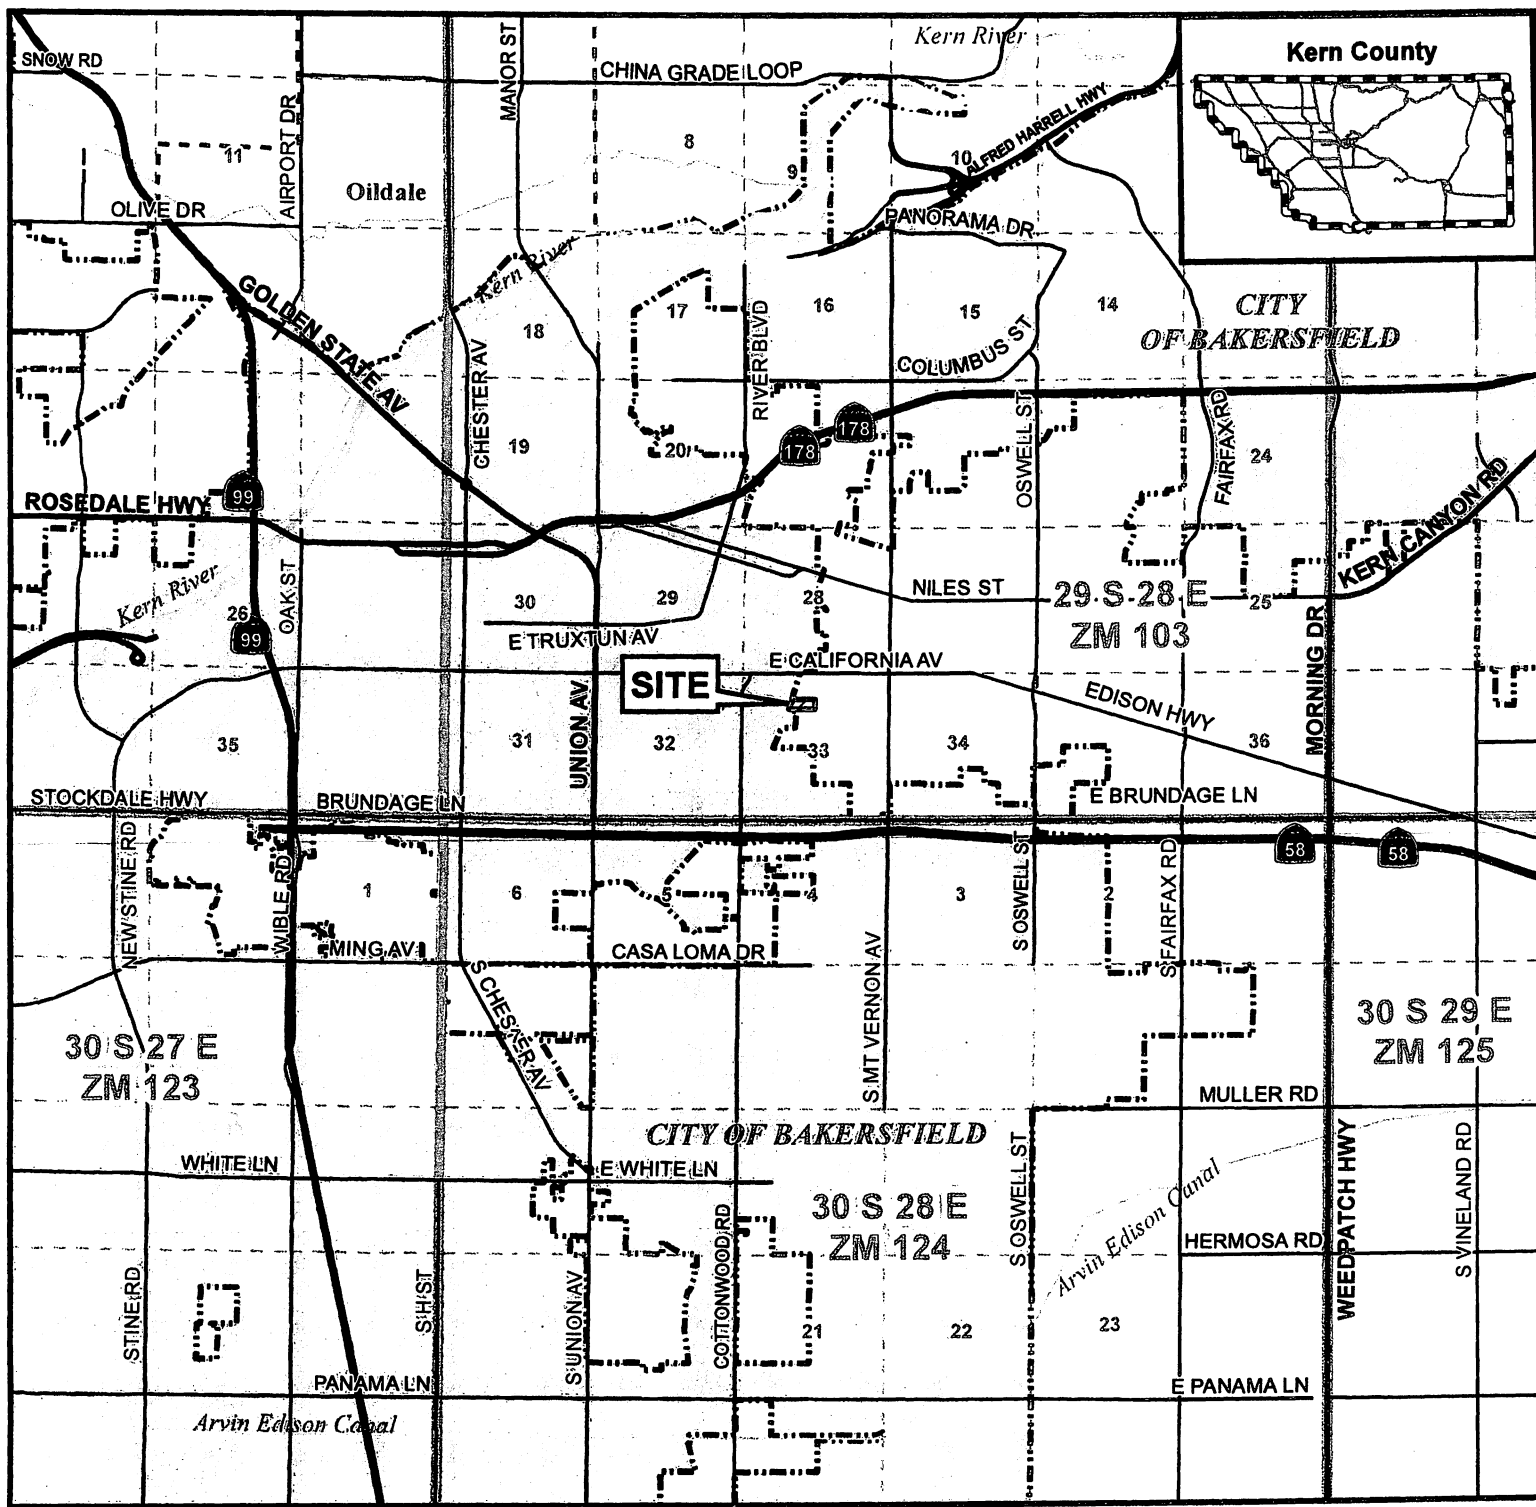 Kern River
Kern County
SNOW RD
CHINA GRADE LOOP
MANOR ST
AIRPORT DR
ALFRED HARRELL HWY
8
11
9
10
Oildale
OLIVE DR
PANORAMA DR
Kern River
GOLDEN STATE AV
CITY
OF BAKERSFIELD
17
16
15
14
18
RIVER BLVD
COLUMBUS ST
CHESTER AV
OSWELL ST
FAIRFAX RD
178
178
19
20
24
99
ROSEDALE HWY
KERN CANYON RD
OAK ST
Kern River
NILES ST
29 S 28 E
ZM 103
30
29
28
25
26
99
E TRUXTUN AV
E CALIFORNIA AV
SITE
EDISON HWY
MORNING DR
UNION AV
35
31
32
33
34
36
STOCKDALE HWY
BRUNDAGE LN
E BRUNDAGE LN
58
58
NEW STINE RD
WIBLE RD
S OSWELL ST
S FAIRFAX RD
1
6
5
4
3
2
MING AV
CASA LOMA DR
S CHESTER AV
S MT VERNON AV
30 S 27 E
ZM 123
30 S 29 E
ZM 125
MULLER RD
CITY OF BAKERSFIELD
WHITE LN
E WHITE LN
S OSWELL ST
WEEDPATCH HWY
S VINELAND RD
Arvin Edison Canal
30 S 28 E
ZM 124
HERMOSA RD
COTTONWOOD RD
STINE RD
S H ST
S UNION AV
21
22
23
PANAMA LN
E PANAMA LN
Arvin Edison Canal